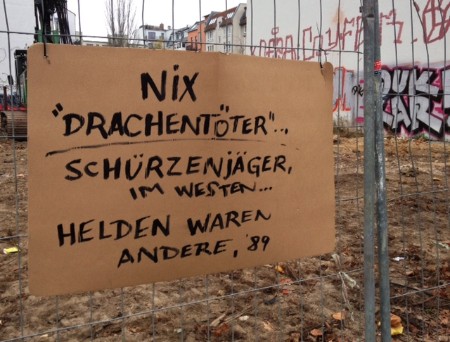 NiX
"DRACHENTÖTER"...
SCHÜRZENJÄGER,
iM WESTEN...
HELDEN WAREN
ANDERE, '89